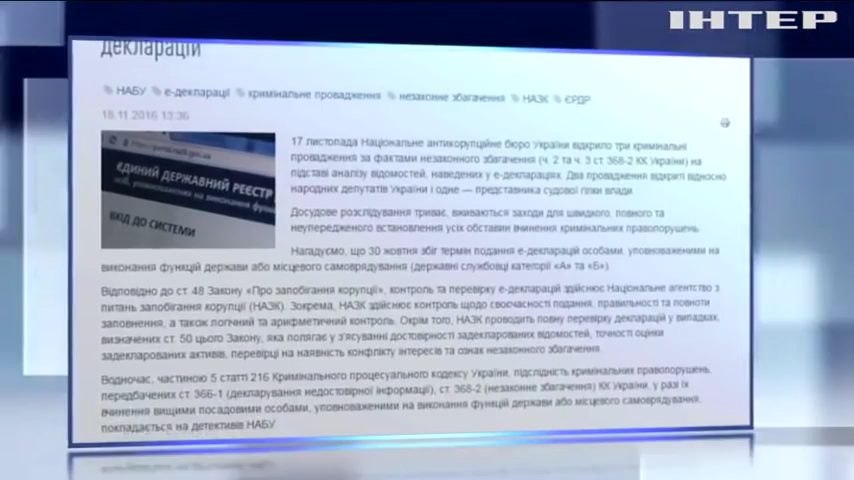 ІНТЕР
декларацій
НАБУ е-декларації кримінальне провадження незаконне збагачення НАЗК ЄРДР
18.11.2016 13:36
17 листопада Національне антикорупційне бюро України відкрило три кримінальні
провадження за фактами незаконного збагачення (ч. 2 та ч. 3 ст 368-2 КК України) на
підставі аналізу відомостей, наведених у е-деклараціях. Два провадження відкриті відносно
народних депутатів України і одне — представника судової гілки влади.
ЄДИНИЙ ДЕРЖАВНИЙ РЕЄСТР
осіб, уповноважених на виконання функ
ВХІД ДО СИСТЕМИ
Досудове розслідування триває, вживаються заходи для швидкого, повного та
неупередженого встановлення усіх обставин вчинення кримінальних правопорушень.
Нагадуємо, що 30 жовтня збіг термін подання е-декларацій особами, уповноваженими на
виконання функцій держави або місцевого самоврядування (державні службовці категорії «А» та «Б»).
Відповідно до ст. 48 Закону «Про запобігання корупції», контроль та перевірку е-декларацій здійснює Національне агентство з
питань запобігання корупції (НАЗК). Зокрема, НАЗК здійснює контроль щодо своєчасності подання, правильності та повноти
заповнення, а також логічний та арифметичний контроль. Окрім того, НАЗК проводить повну перевірку декларацій у випадках,
визначених ст. 50 цього Закону, яка полягає у з'ясуванні достовірності задекларованих відомостей, точності оцінки
задекларованих активів, перевірці на наявність конфлікту інтересів та ознак незаконного збагачення.
Водночас, частиною 5 статті 216 Кримінального процесуального кодексу України, підслідність кримінальних правопорушень,
передбачених ст. 366-1 (декларування недостовірної інформації), ст. 368-2 (незаконне збагачення) КК України, у разі їх
вчинення вищими посадовими особами, уповноваженими на виконання функцій держави або місцевого самоврядування,
покладається на детективів НАБУ